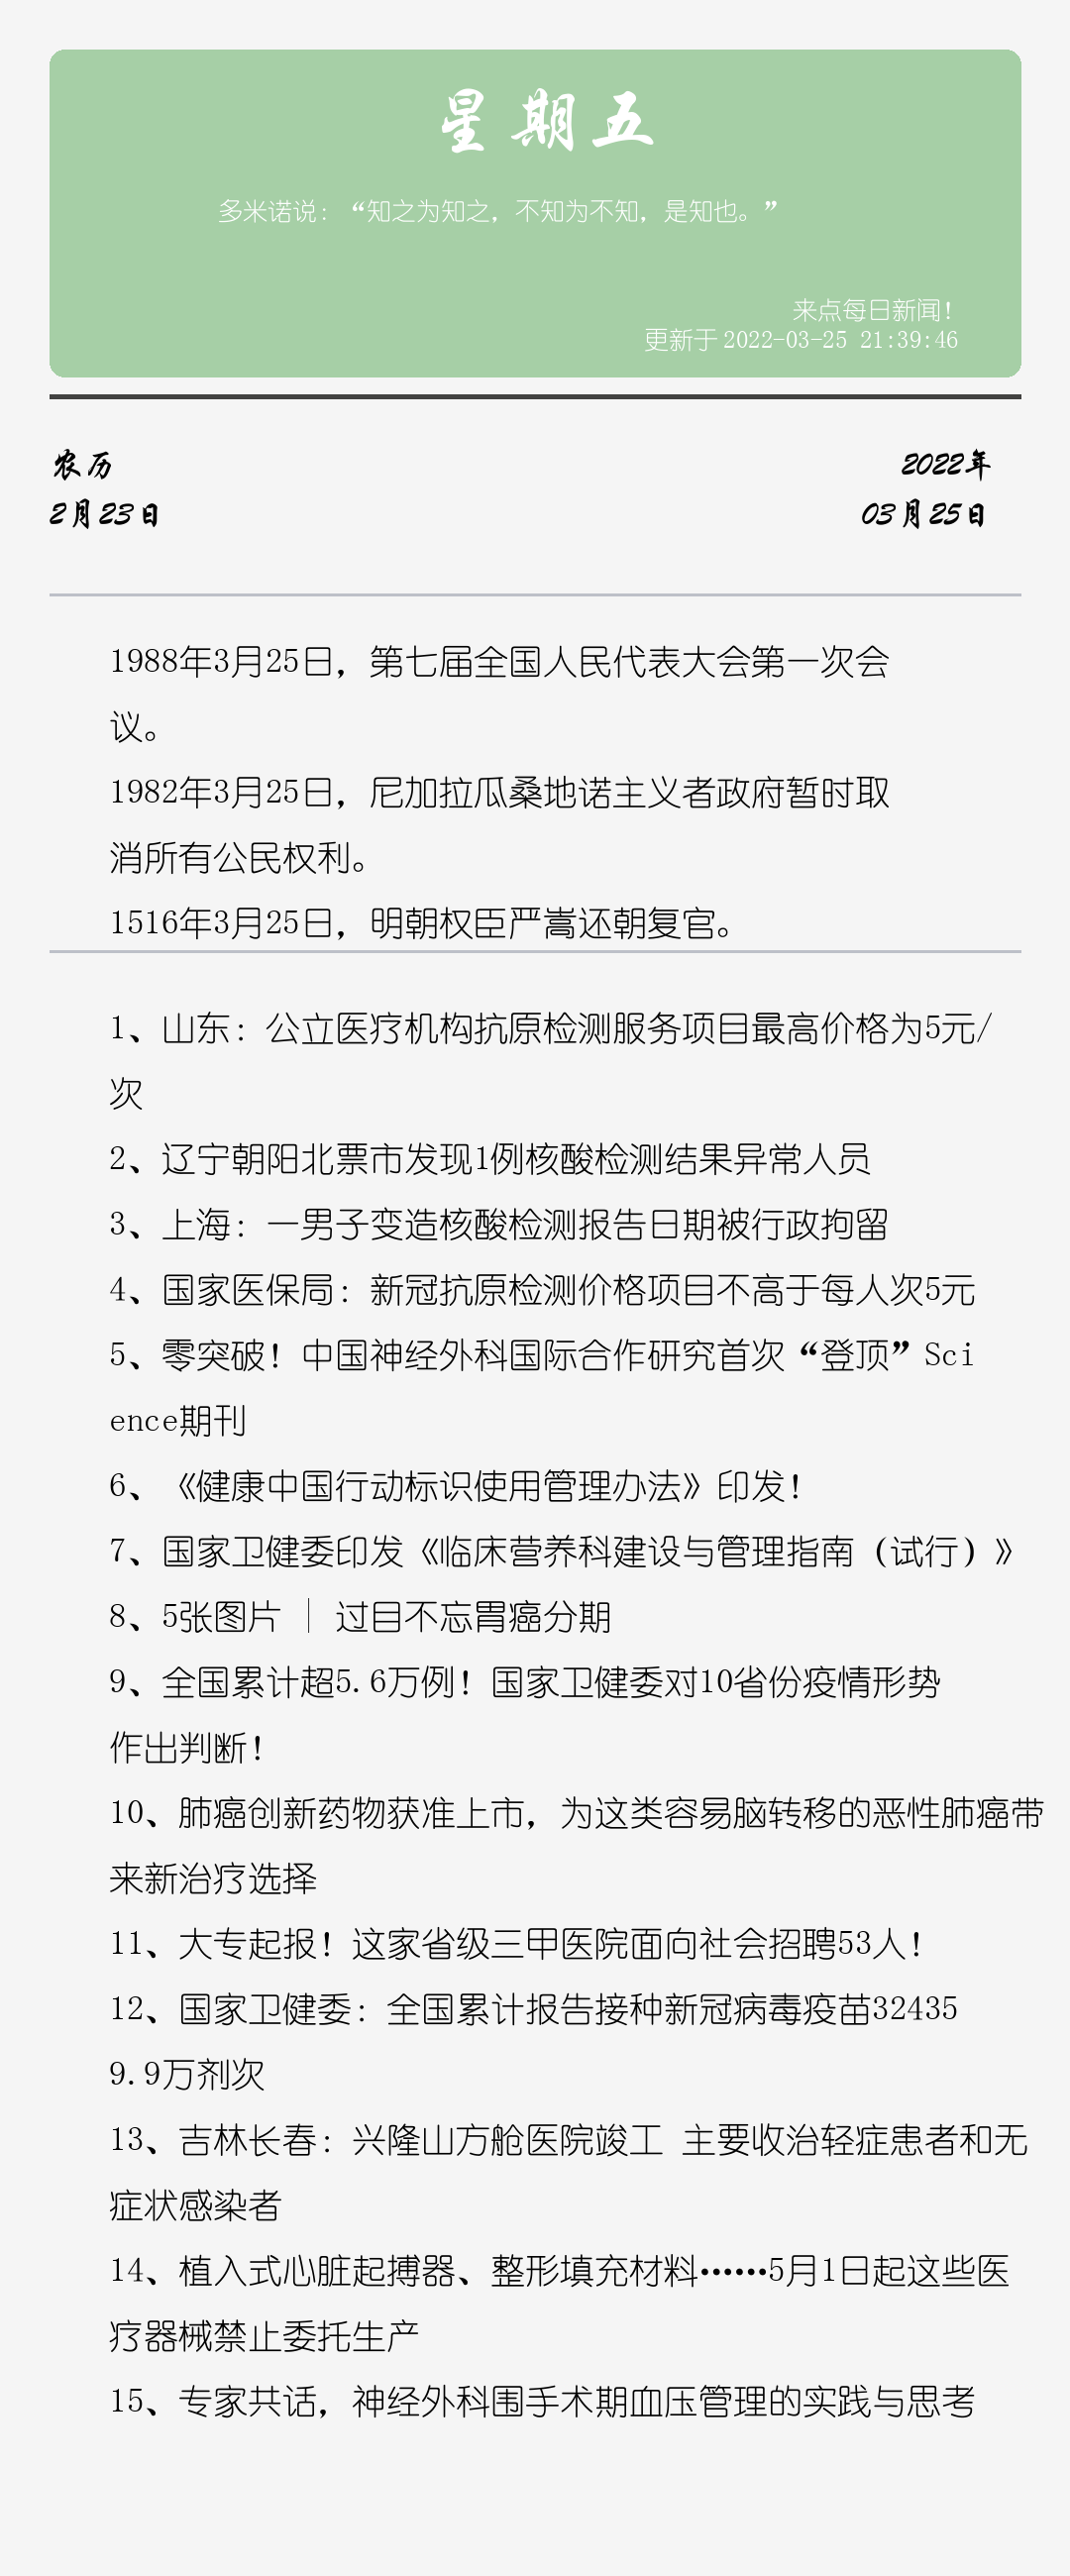 星期五
多米诺说：“知之为知之，不知为不知，是知也。”
来点每日新闻！
更新于 2022-03-25 21:39:46
农历
2月23日
2022年
03月25日
1988年3月25日，第七届全国人民代表大会第一次会
议。
1982年3月25日，尼加拉瓜桑地诺主义者政府暂时取
消所有公民权利。
1516年3月25日，明朝权臣严嵩还朝复官。
1、山东：公立医疗机构抗原检测服务项目最高价格为5元/
次
2、辽宁朝阳北票市发现1例核酸检测结果异常人员
3、上海：一男子变造核酸检测报告日期被行政拘留
4、国家医保局：新冠抗原检测价格项目不高于每人次5元
5、零突破！中国神经外科国际合作研究首次“登顶”Sci
ence期刊
6、《健康中国行动标识使用管理办法》印发！
7、国家卫健委印发《临床营养科建设与管理指南（试行）》
8、5张图片 │ 过目不忘胃癌分期
9、全国累计超5.6万例！国家卫健委对10省份疫情形势
作出判断！
10、肺癌创新药物获准上市，为这类容易脑转移的恶性肺癌带
来新治疗选择
11、大专起报！这家省级三甲医院面向社会招聘53人！
12、国家卫健委：全国累计报告接种新冠病毒疫苗32435
9.9万剂次
13、吉林长春：兴隆山方舱医院竣工 主要收治轻症患者和无
症状感染者
14、植入式心脏起搏器、整形填充材料……5月1日起这些医
疗器械禁止委托生产
15、专家共话，神经外科围手术期血压管理的实践与思考